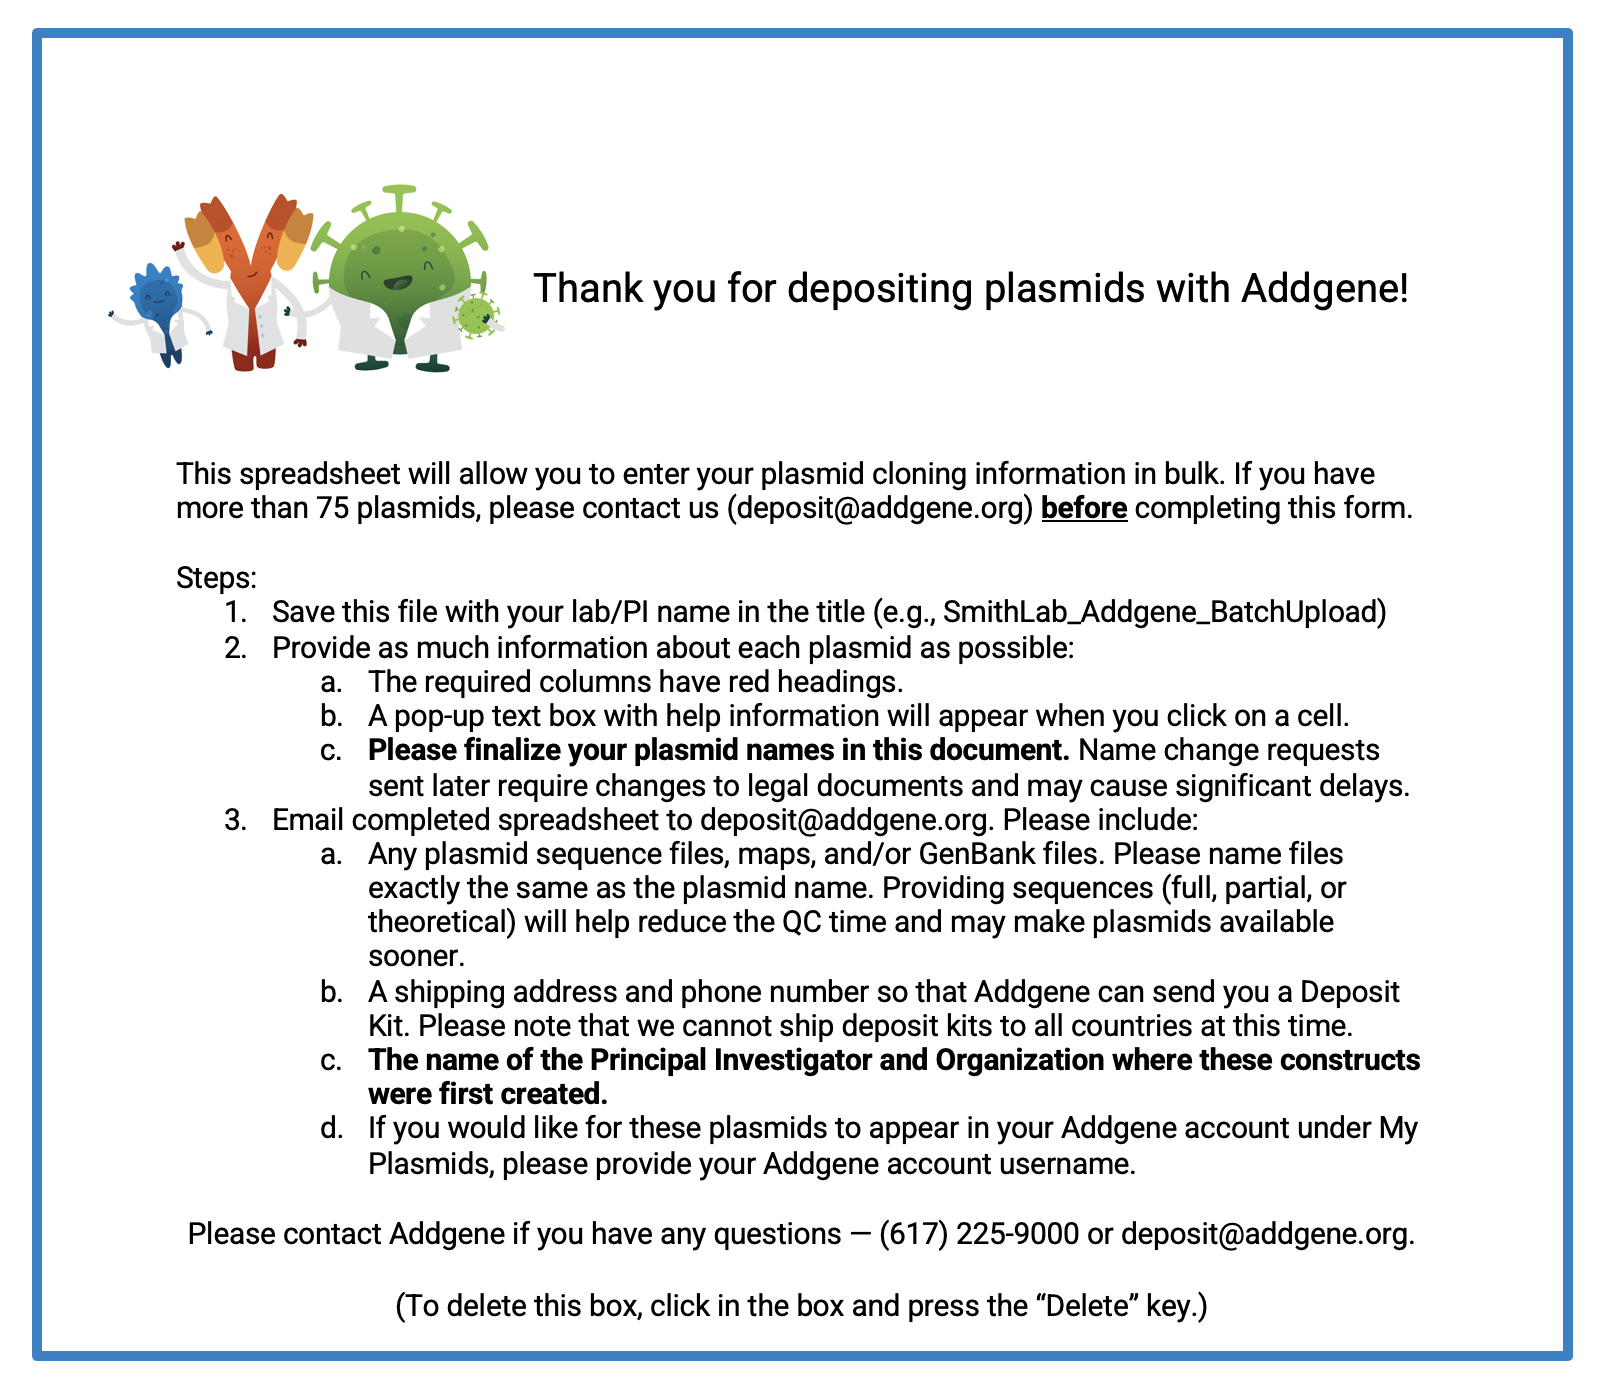 Thank you for depositing plasmids with Addgene!
This spreadsheet will allow you to enter your plasmid cloning information in bulk. If you have
more than 75 plasmids, please contact us (deposit@addgene.org) before completing this form.
Steps:
1. Save this file with your lab/PI name in the title (e.g., SmithLab_Addgene_BatchUpload)
2. Provide as much information about each plasmid as possible:
a. The required columns have red headings.
b. A pop-up text box with help information will appear when you click on a cell.
c. Please finalize your plasmid names in this document. Name change requests
sent later require changes to legal documents and may cause significant delays.
3. Email completed spreadsheet to deposit@addgene.org. Please include:
a. Any plasmid sequence files, maps, and/or GenBank files. Please name files
exactly the same as the plasmid name. Providing sequences (full, partial, or
theoretical) will help reduce the QC time and may make plasmids available
sooner.
b. A shipping address and phone number so that Addgene can send you a Deposit
Kit. Please note that we cannot ship deposit kits to all countries at this time.
c. The name of the Principal Investigator and Organization where these constructs
were first created.
d. If you would like for these plasmids to appear in your Addgene account under My
Plasmids, please provide your Addgene account username.
Please contact Addgene if you have any questions — (617) 225-9000 or deposit@addgene.org.
(To delete this box, click in the box and press the “Delete” key.)